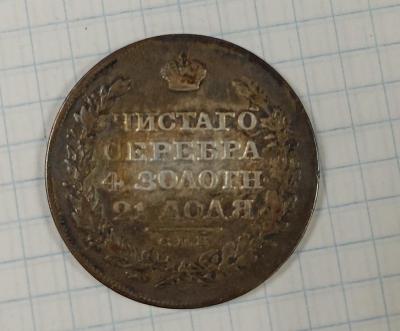 ЧИСТАГО
СЕРЕБРА
4 ЗОЛОТН
21 ДОЛЯ
С.П.Б.